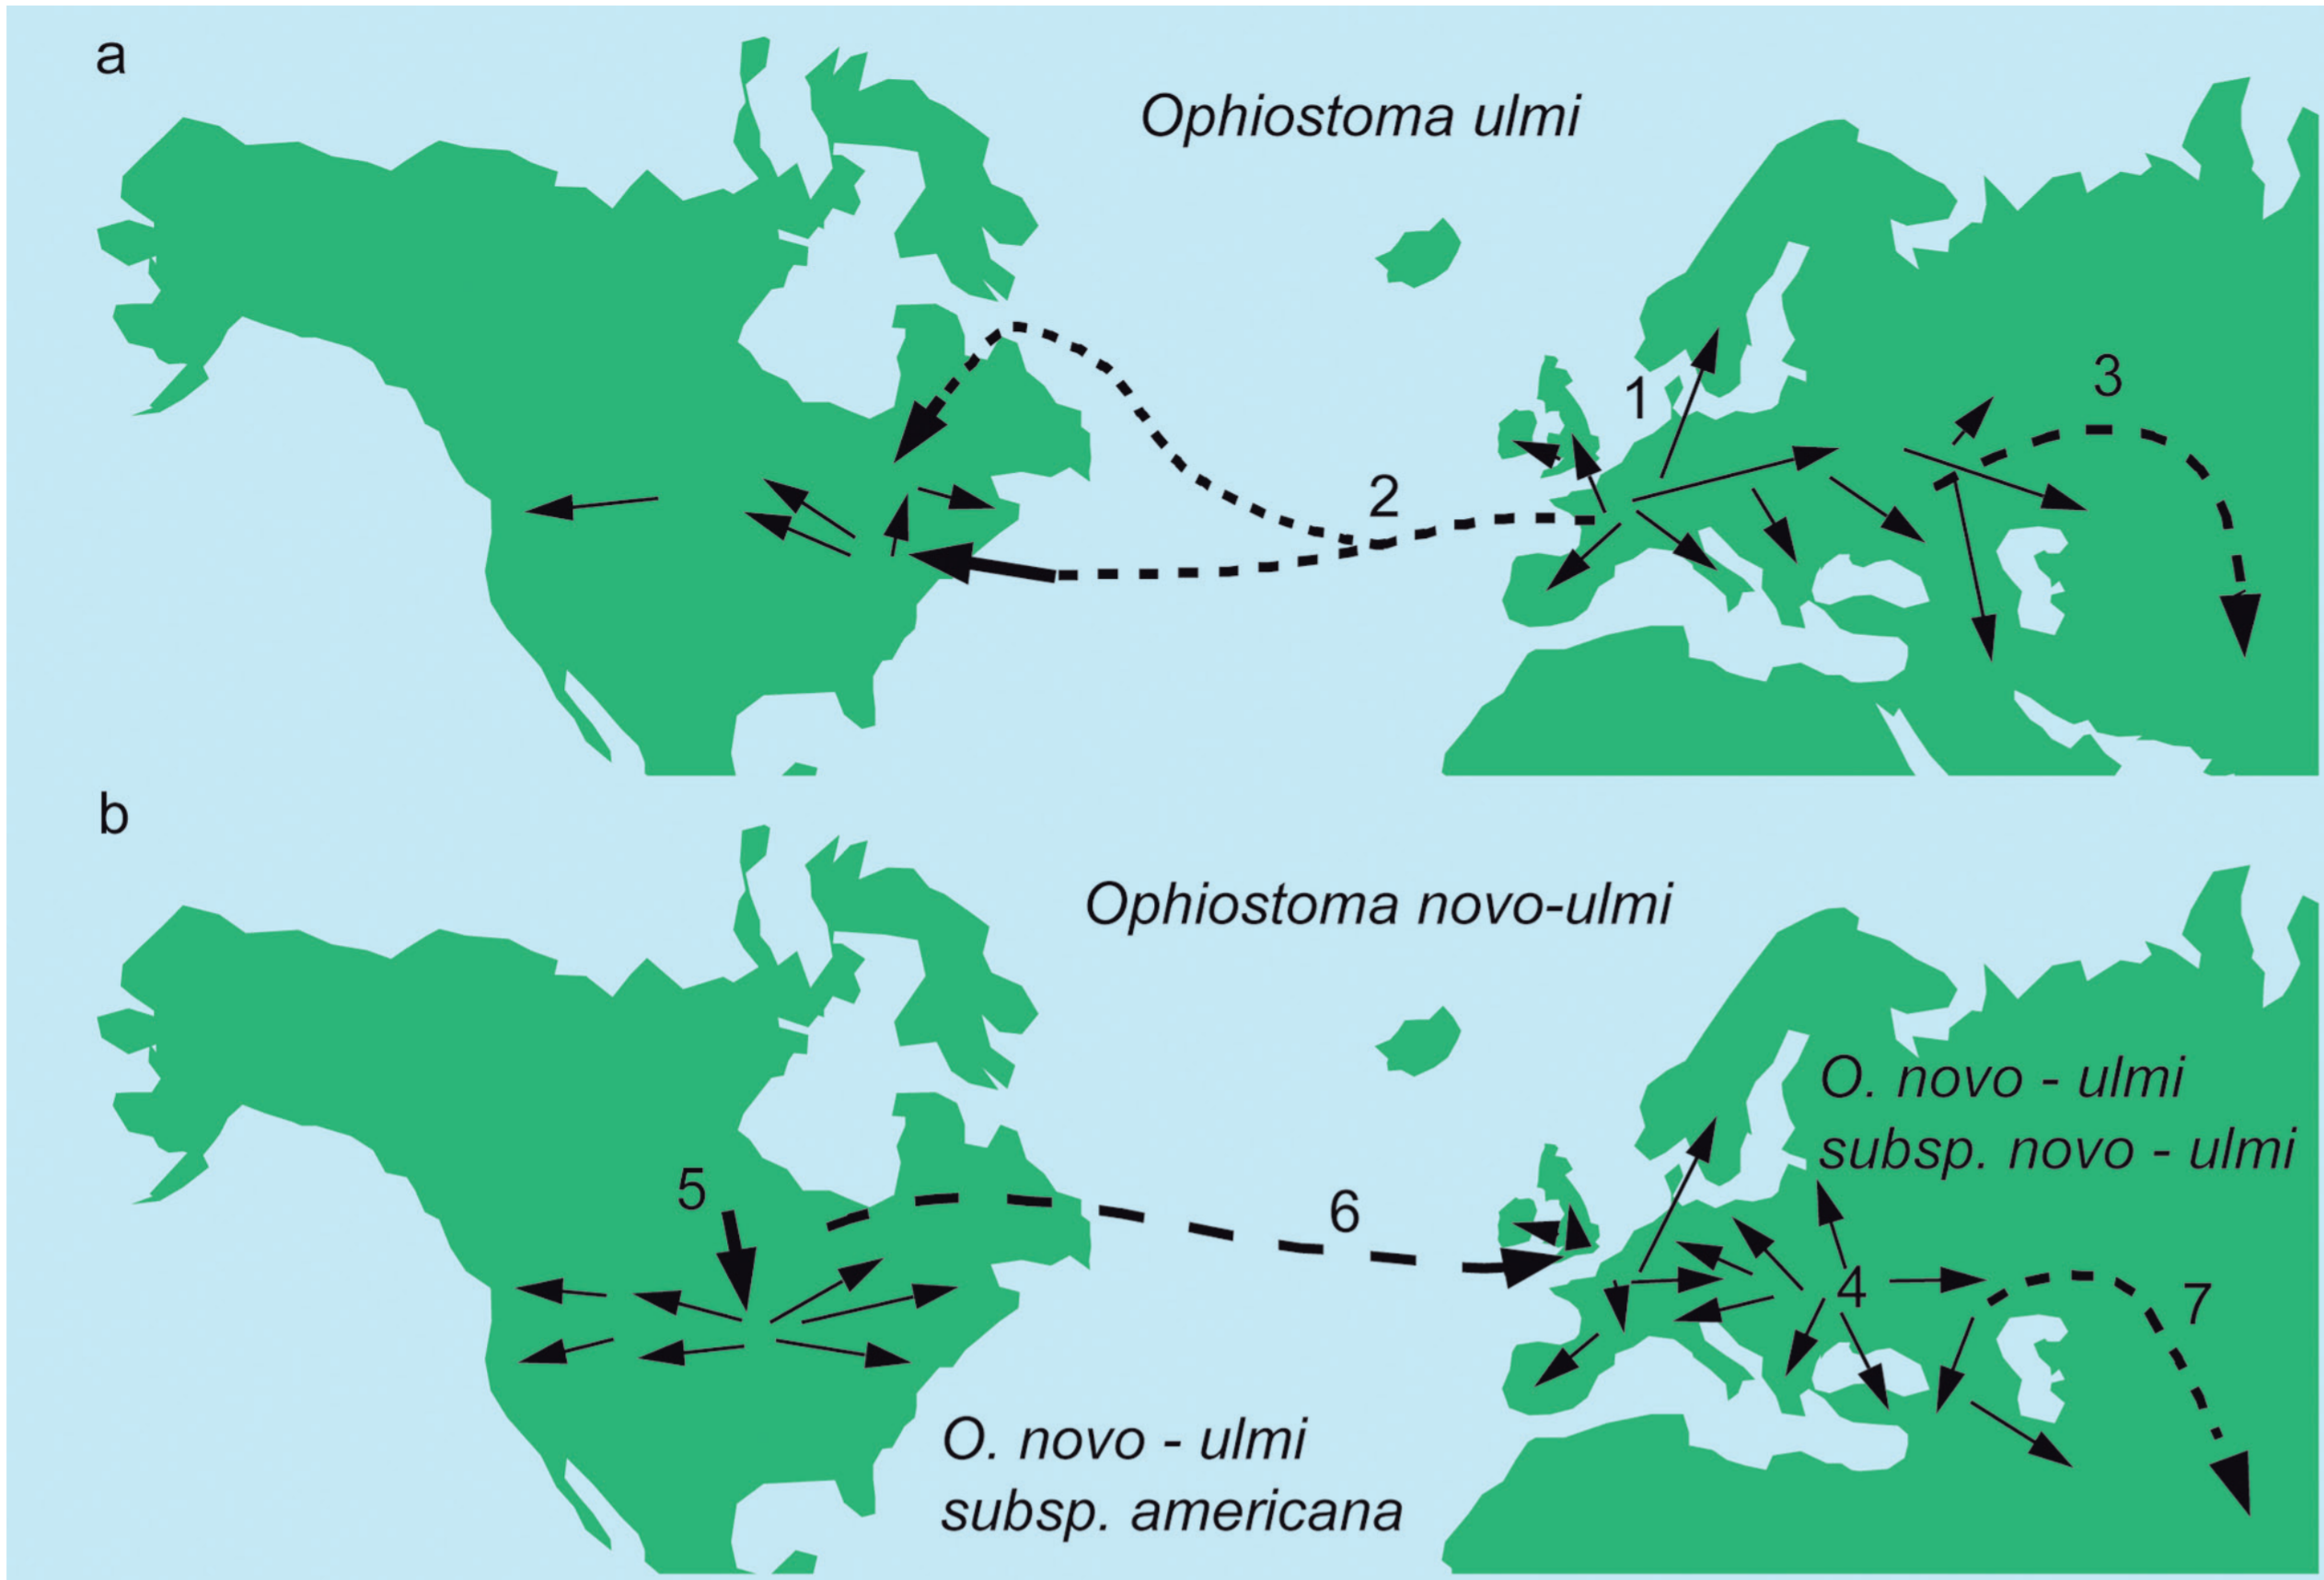 a
Ophiostoma ulmi
1
2
3
b
Ophiostoma novo-ulmi
O. novo - ulmi
subsp. novo - ulmi
5
6
4
7
O. novo - ulmi
subsp. americana